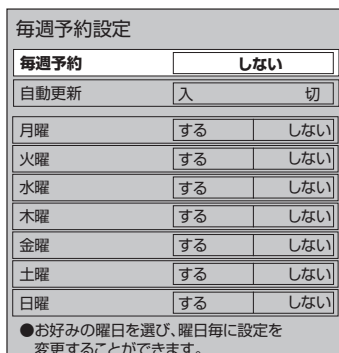 毎週予約設定
毎週予約 しない
自動更新 入 切
月曜 する しない
火曜 する しない
水曜 する しない
木曜 する しない
金曜 する しない
土曜 する しない
日曜 する しない
●お好みの曜日を選び、曜日毎に設定を
変更することができます。